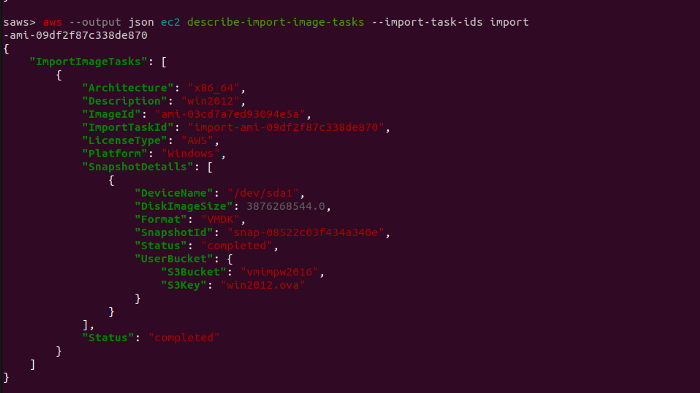 saws> aws --output json ec2 describe-import-image-tasks --import-task-ids import
-ami-09df2f87c338de870
{
    "ImportImageTasks": [
        {
            "Architecture": "x86_64",
            "Description": "win2012",
            "ImageId": "ami-03cd7a7ed93094e5a",
            "ImportTaskId": "import-ami-09df2f87c338de870",
            "LicenseType": "AWS",
            "Platform": "Windows",
            "SnapshotDetails": [
                {
                    "DeviceName": "/dev/sda1",
                    "DiskImageSize": 3876268544.0,
                    "Format": "VMDK",
                    "SnapshotId": "snap-08522c03f434a340e",
                    "Status": "completed",
                    "UserBucket": {
                        "S3Bucket": "vmimpw2016",
                        "S3Key": "win2012.ova"
                    }
                }
            ],
            "Status": "completed"
        }
    ]
}